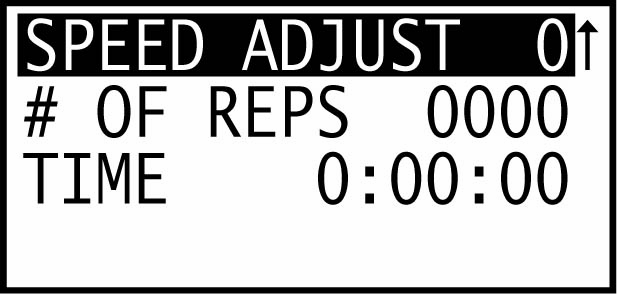 SPEED ADJUST 0↑
# OF REPS 0000
TIME 0:00:00